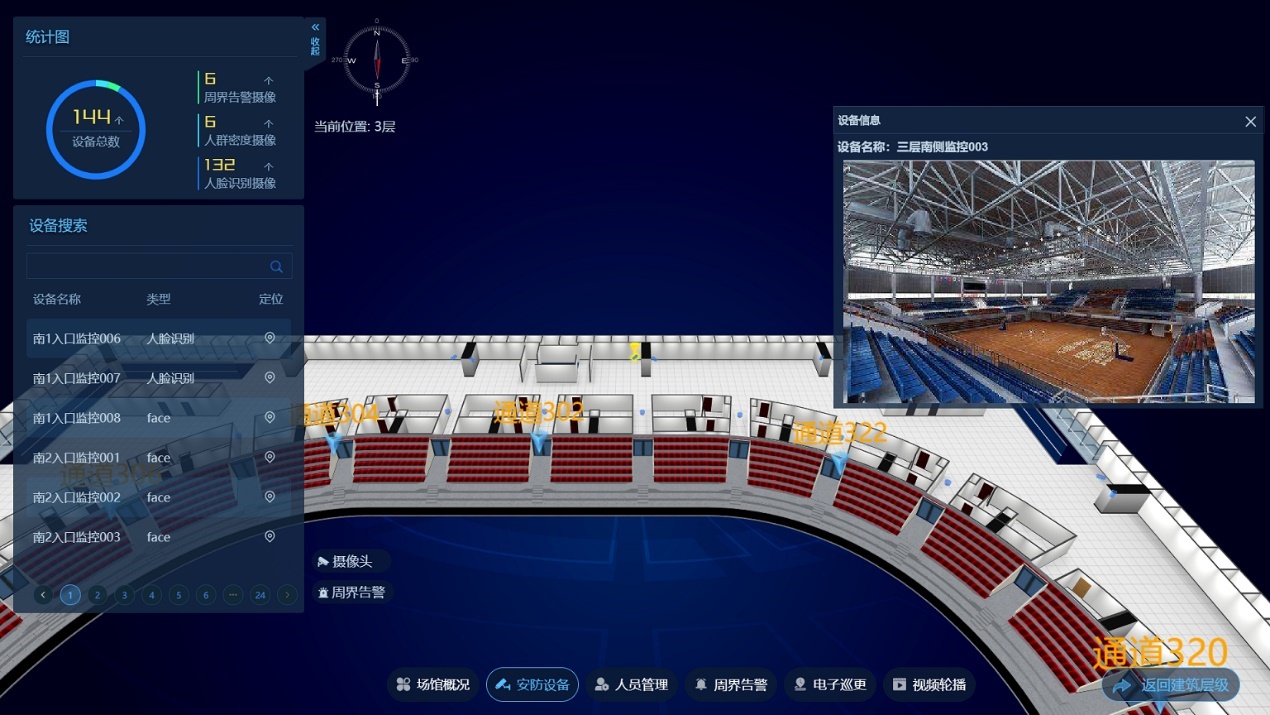 统计图
144个
设备总数
6 个
周界告警摄像
6 个
人群密度摄像
132 个
人脸识别摄像
«
收起
0
N
270
W
E
90
S
当前位置: 3层
设备搜索
设备名称 类型 定位
南1入口监控006 人脸识别
南1入口监控007 人脸识别
南1入口监控008 face
南2入口监控001 face
南2入口监控002 face
南2入口监控003 face
1 2 3 4 5 6 ··· 24
设备信息
设备名称：三层南侧监控003
通道304
通道303
通道322
通道320
摄像头
周界告警
场馆概况 安防设备 人员管理 周界告警 电子巡更 视频轮播
返回建筑层级